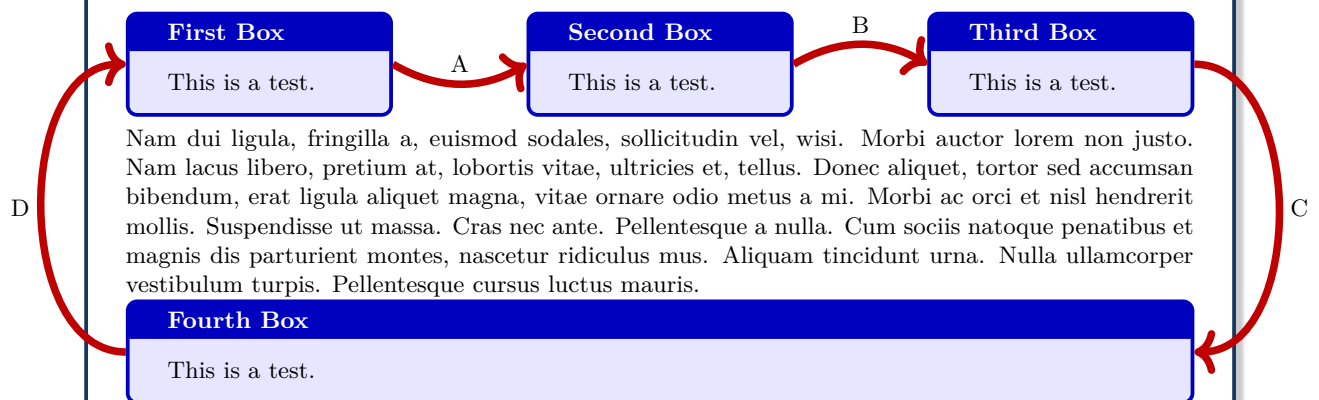 First Box
This is a test.
A
Second Box
This is a test.
B
Third Box
This is a test.
Nam dui ligula, fringilla a, euismod sodales, sollicitudin vel, wisi. Morbi auctor lorem non justo.
Nam lacus libero, pretium at, lobortis vitae, ultricies et, tellus. Donec aliquet, tortor sed accumsan
bibendum, erat ligula aliquet magna, vitae ornare odio metus a mi. Morbi ac orci et nisl hendrerit
mollis. Suspendisse ut massa. Cras nec ante. Pellentesque a nulla. Cum sociis natoque penatibus et
magnis dis parturient montes, nascetur ridiculus mus. Aliquam tincidunt urna. Nulla ullamcorper
vestibulum turpis. Pellentesque cursus luctus mauris.
D
C
Fourth Box
This is a test.